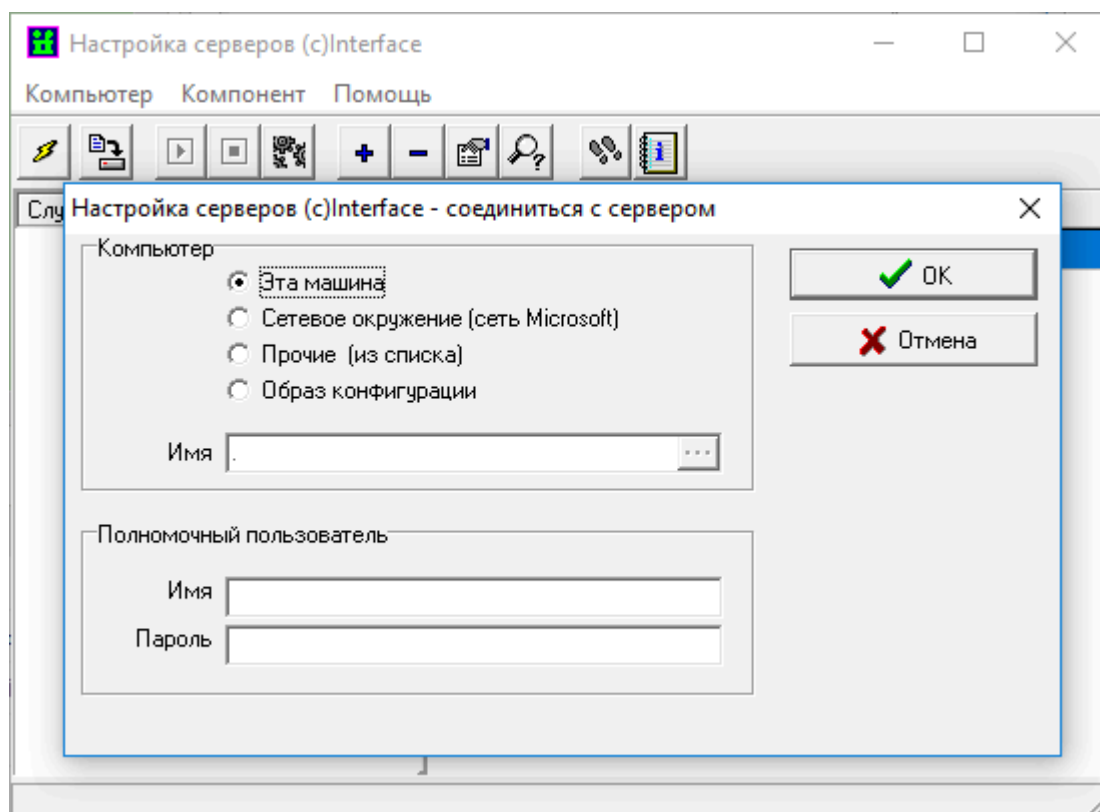 Настройка серверов (c)Interface
Компьютер Компонент Помощь
Слу
Настройка серверов (c)Interface - соединиться с сервером
Компьютер
Эта машина
Сетевое окружение (сеть Microsoft)
Прочие (из списка)
Образ конфигурации
Имя .
OK
Отмена
Полномочный пользователь
Имя
Пароль